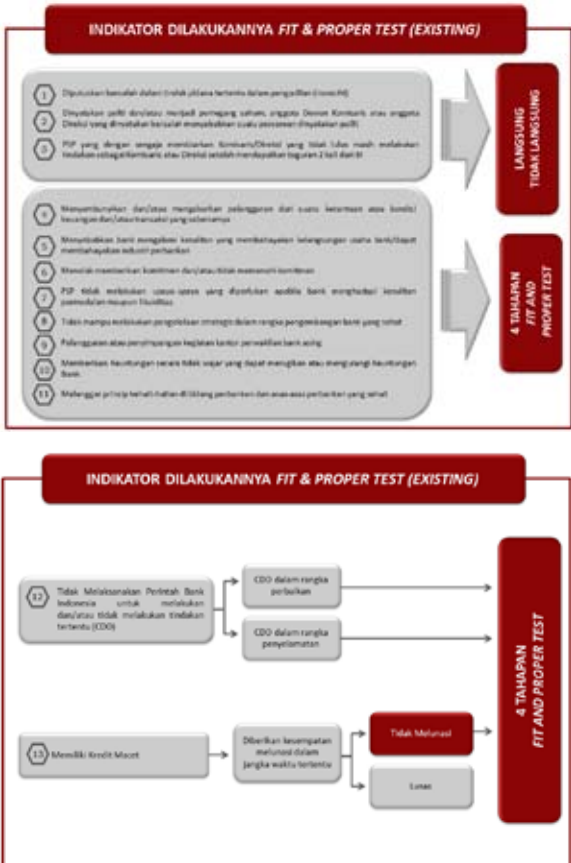 INDIKATOR DILAKUKANNYA FIT & PROPER TEST (EXISTING)
1 Diputuskan bersalah dalam tindak pidana tertentu dalam pengadilan (inkracht)
2 Dinyatakan pailit dan/atau menjadi pemegang saham, anggota Dewan Komisaris atau anggota
Direksi yang dinyatakan bersalah menyebabkan suatu perseroan dinyatakan pailit
3 PSP yang dengan sengaja membiarkan Komisaris/Direksi yang tidak lulus masih melakukan
tindakan sebagai Komisaris atau Direksi setelah mendapatkan teguran 2 kali dari BI
LANGSUNG
TIDAK LANGSUNG
4 Menyembunyikan dan/atau mengaburkan pelanggaran dari suatu ketentuan atau kondisi
keuangan dan/atau transaksi yang sebenarnya
5 Menyebabkan bank mengalami kesulitan yang membahayakan kelangsungan usaha bank/dapat
membahayakan industri perbankan
6 Menolak memberikan komitmen dan/atau tidak memenuhi komitmen
7 PSP tidak melakukan upaya-upaya yang diperlukan apabila bank menghadapi kesulitan
permodalan maupun likuiditas
8 Tidak mampu melakukan pengelolaan strategis dalam rangka pengembangan bank yang sehat
9 Pelanggaran atau penyimpangan kegiatan kantor perwakilan bank asing
10 Memberikan keuntungan secara tidak wajar yang dapat merugikan atau mengurangi keuntungan
Bank
11 Melanggar prinsip kehati-hatian di bidang perbankan dan asas-asas perbankan yang sehat
4 TAHAPAN
FIT AND
PROPER TEST
INDIKATOR DILAKUKANNYA FIT & PROPER TEST (EXISTING)
12 Tidak Melaksanakan Perintah Bank
Indonesia untuk melakukan
dan/atau tidak melakukan tindakan
tertentu (CDO)
CDO dalam rangka
perbaikan
CDO dalam rangka
penyelamatan
13 Memiliki Kredit Macet
Diberikan kesempatan
melunasi dalam
jangka waktu tertentu
Tidak Melunasi
Lunas
4 TAHAPAN
FIT AND PROPER TEST